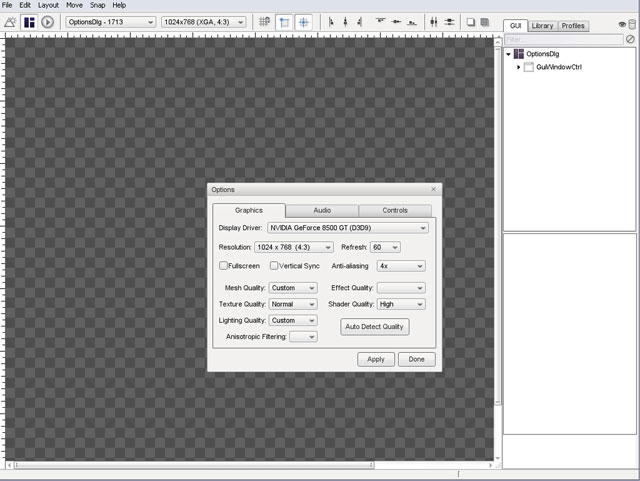 File Edit Layout Move Snap Help
OptionsDlg - 1713 1024x768 (XGA, 4:3)
GUI Library Profiles
Filter...
OptionsDlg
GuiWindowCtrl
Options
Graphics Audio Controls
Display Driver: NVIDIA GeForce 8500 GT (D3D9)
Resolution: 1024 x 768 (4:3) Refresh: 60
Fullscreen Vertical Sync Anti-aliasing 4x
Mesh Quality: Custom Effect Quality:
Texture Quality: Normal Shader Quality: High
Lighting Quality: Custom
Auto Detect Quality
Anisotropic Filtering:
Apply Done